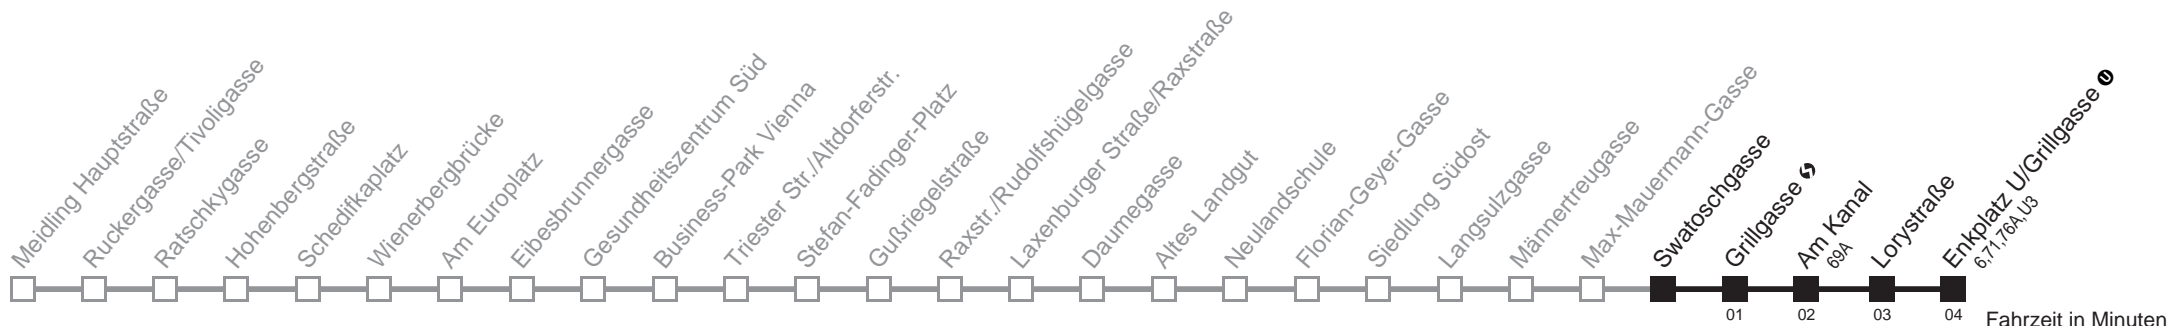 Meidling Hauptstraße
Ruckergasse/Tivoligasse
Ratschkygasse
Hohenbergstraße
Schedifkaplatz
Wienerbergbrücke
Am Europlatz
Eibesbrunnergasse
Gesundheitszentrum Süd
Business-Park Vienna
Triester Str./Altdorferstr.
Stefan-Fadinger-Platz
Gußriegelstraße
Raxstr./Rudolfshügelgasse
Laxenburger Straße/Raxstraße
Daumegasse
Altes Landgut
Neulandschule
Florian-Geyer-Gasse
Siedlung Südost
Langsulzgasse
Männertreugasse
Max-Mauermann-Gasse
Swatoschgasse
Grillgasse S
Am Kanal
69A
Lorystraße
Enkplatz U/Grillgasse U
6,71,76A,U3
01
02
03
04
Fahrzeit in Minuten